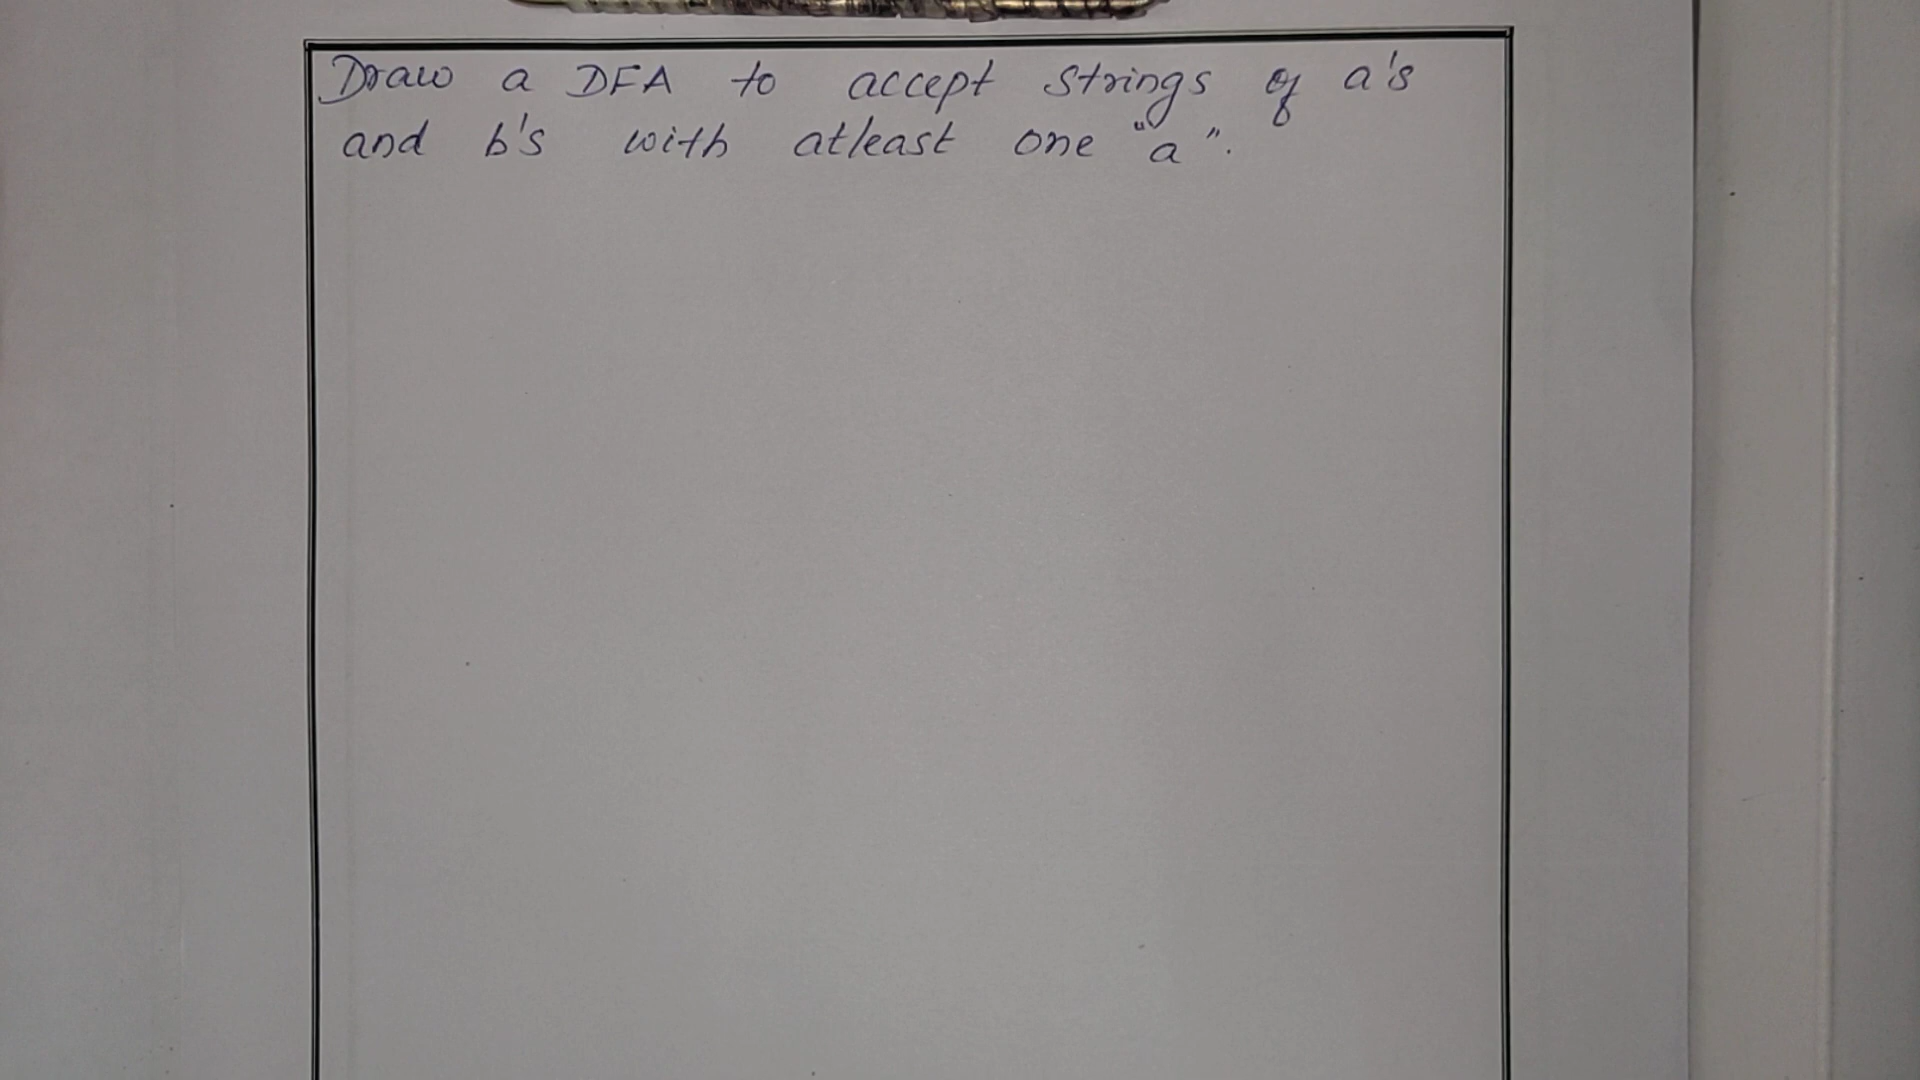 Draw a DFA to accept strings of a's
and b's with atleast one "a".